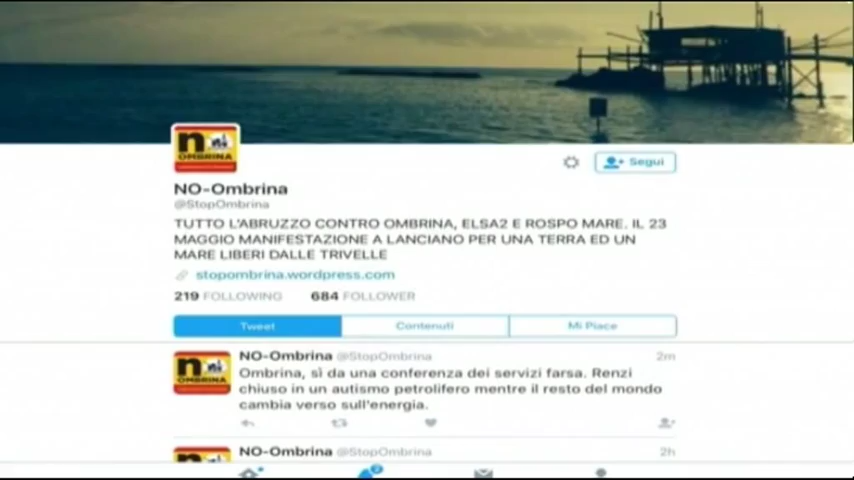 n
OMBRINA
Segui
NO-Ombrina
@StopOmbrina
TUTTO L'ABRUZZO CONTRO OMBRINA, ELSA2 E ROSPO MARE. IL 23
MAGGIO MANIFESTAZIONE A LANCIANO PER UNA TERRA ED UN
MARE LIBERI DALLE TRIVELLE
stopombrina.wordpress.com
219 FOLLOWING 684 FOLLOWER
Tweet Contenuti Mi Piace
NO-Ombrina @StopOmbrina 2m
n
OMBRINA
Ombrina, sì da una conferenza dei servizi farsa. Renzi
chiuso in un autismo petrolifero mentre il resto del mondo
cambia verso sull'energia.
NO-Ombrina @StopOmbrina 2h